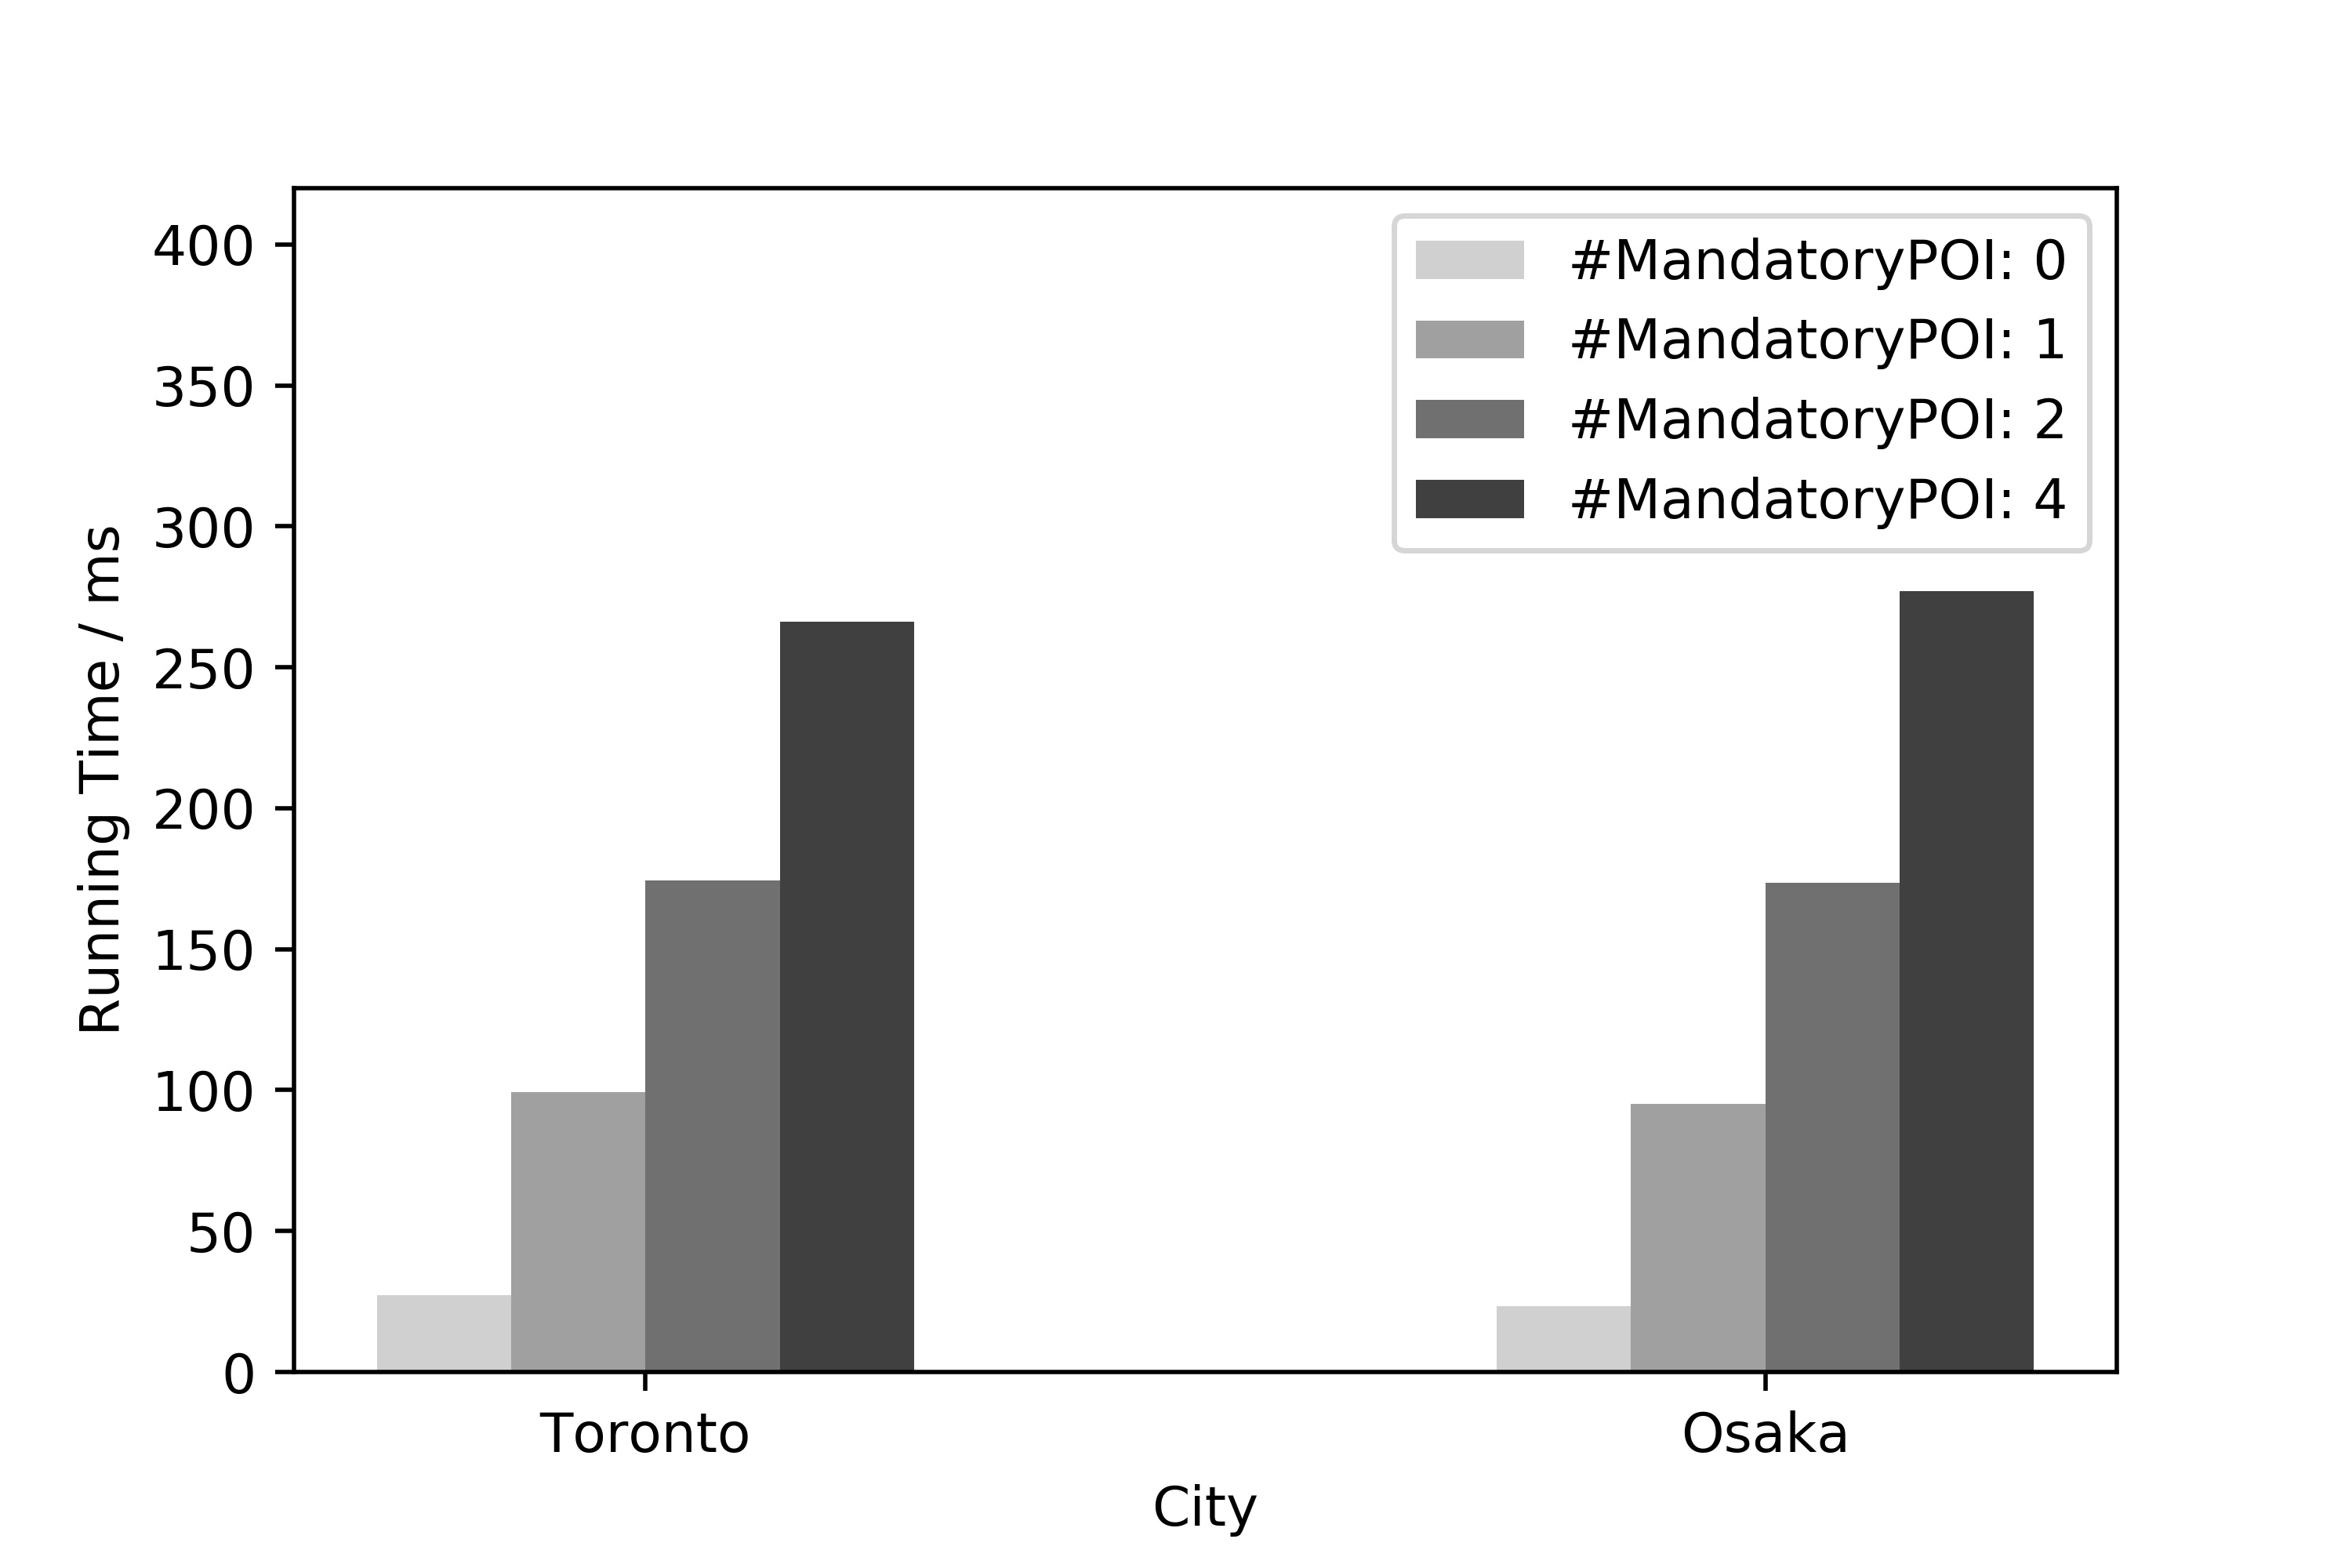 #MandatoryPOI: 0
#MandatoryPOI: 1
#MandatoryPOI: 2
#MandatoryPOI: 4
Running Time / ms
400
350
300
250
200
150
100
50
0
Toronto
Osaka
City